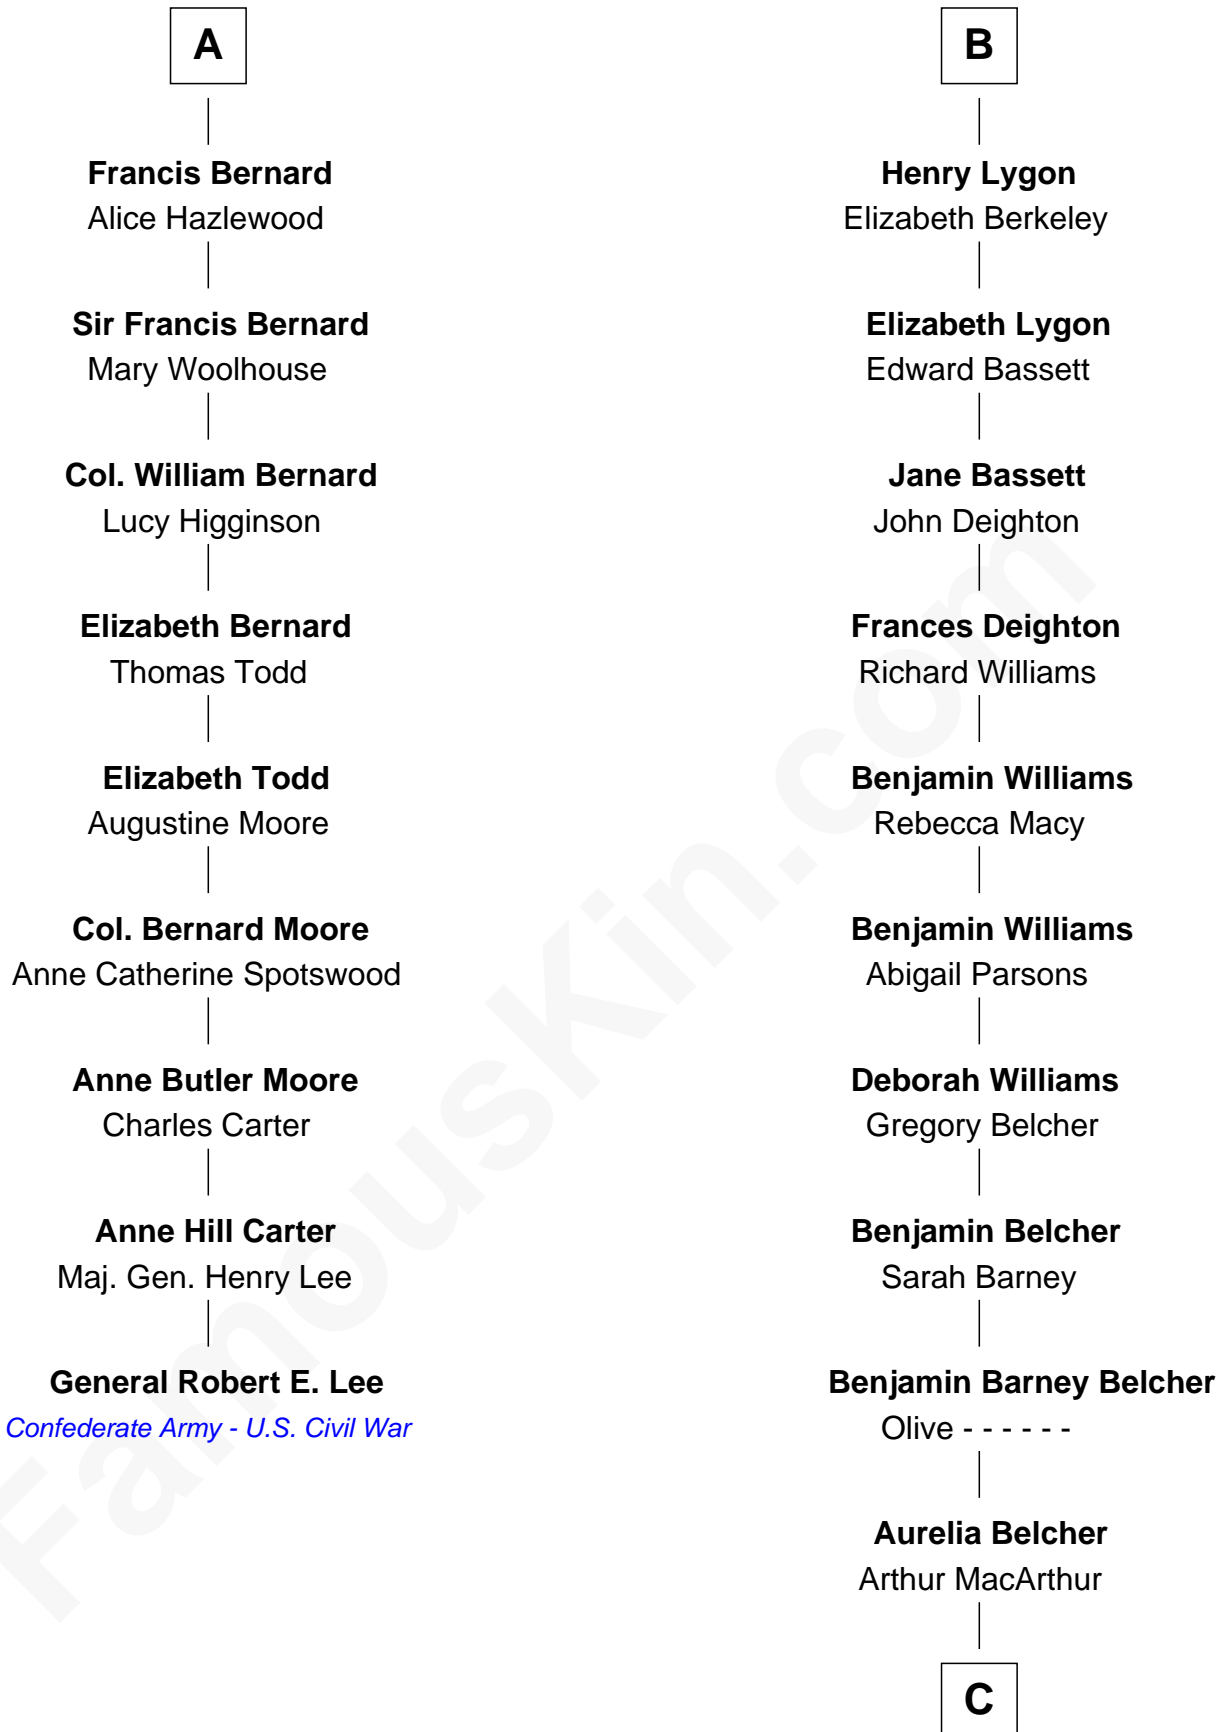 A
Francis Bernard
Alice Hazlewood
Sir Francis Bernard
Mary Woolhouse
Col. William Bernard
Lucy Higginson
Elizabeth Bernard
Thomas Todd
Elizabeth Todd
Augustine Moore
Col. Bernard Moore
Anne Catherine Spotswood
Anne Butler Moore
Charles Carter
Anne Hill Carter
Maj. Gen. Henry Lee
General Robert E. Lee
Confederate Army - U.S. Civil War
B
Henry Lygon
Elizabeth Berkeley
Elizabeth Lygon
Edward Bassett
Jane Bassett
John Deighton
Frances Deighton
Richard Williams
Benjamin Williams
Rebecca Macy
Benjamin Williams
Abigail Parsons
Deborah Williams
Gregory Belcher
Benjamin Belcher
Sarah Barney
Benjamin Barney Belcher
Olive - - - - - -
Aurelia Belcher
Arthur MacArthur
C
FamousKin.com